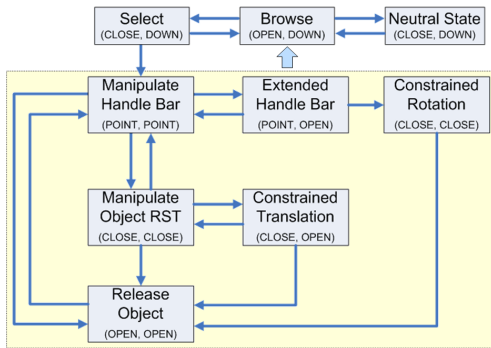 Select
(CLOSE, DOWN)
Browse
(OPEN, DOWN)
Neutral State
(CLOSE, DOWN)
Manipulate
Handle Bar
(POINT, POINT)
Extended
Handle Bar
(POINT, OPEN)
Constrained
Rotation
(CLOSE, CLOSE)
Manipulate
Object RST
(CLOSE, CLOSE)
Constrained
Translation
(CLOSE, OPEN)
Release
Object
(OPEN, OPEN)